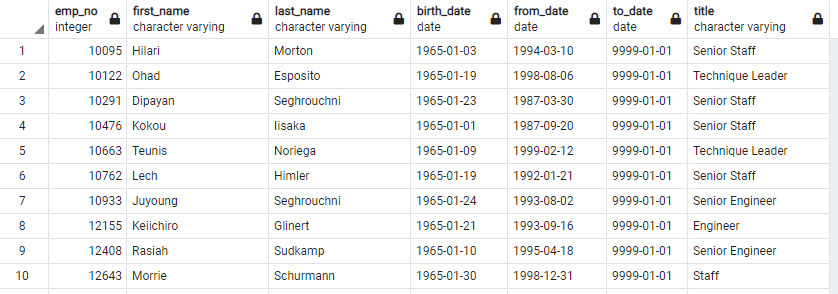 emp_no first_name last_name birth_date from_date to_date title
integer character varying character varying date date date character varying
1 10095 Hilari Morton 1965-01-03 1994-03-10 9999-01-01 Senior Staff
2 10122 Ohad Esposito 1965-01-19 1998-08-06 9999-01-01 Technique Leader
3 10291 Dipayan Seghrouchni 1965-01-23 1987-03-30 9999-01-01 Senior Staff
4 10476 Kokou Iisaka 1965-01-01 1987-09-20 9999-01-01 Senior Staff
5 10663 Teunis Noriega 1965-01-09 1999-02-12 9999-01-01 Technique Leader
6 10762 Lech Himler 1965-01-19 1992-01-21 9999-01-01 Senior Staff
7 10933 Juyoung Seghrouchni 1965-01-24 1993-08-02 9999-01-01 Senior Engineer
8 12155 Keiichiro Glinert 1965-01-21 1993-09-16 9999-01-01 Engineer
9 12408 Rasiah Sudkamp 1965-01-10 1995-04-18 9999-01-01 Senior Engineer
10 12643 Morrie Schurmann 1965-01-30 1998-12-31 9999-01-01 Staff